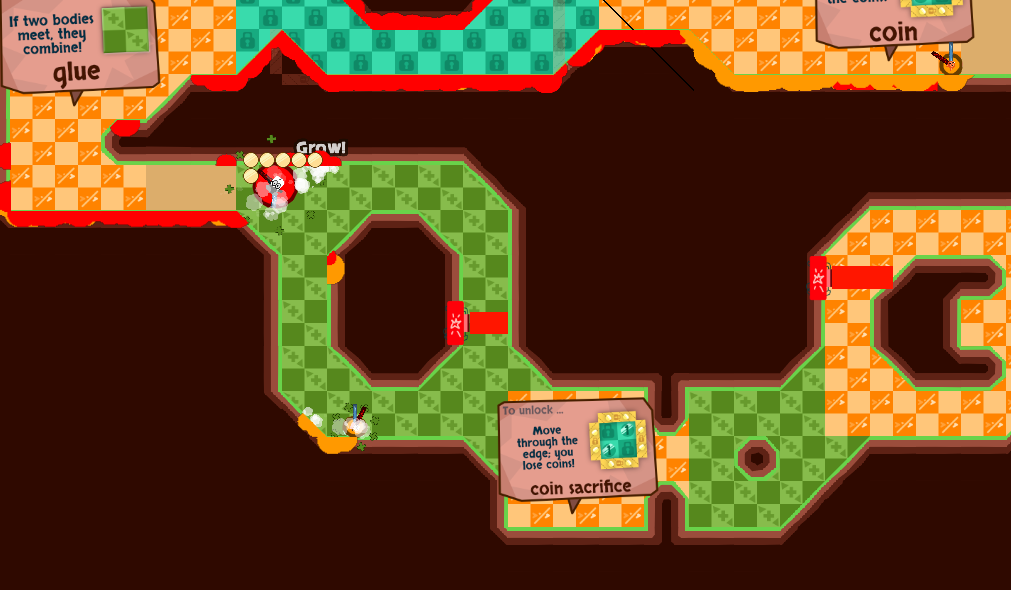 If two bodies
meet, they
combine!
glue
coin
Grow!
To unlock ...
Move
through the
edge; you
lose coins!
coin sacrifice